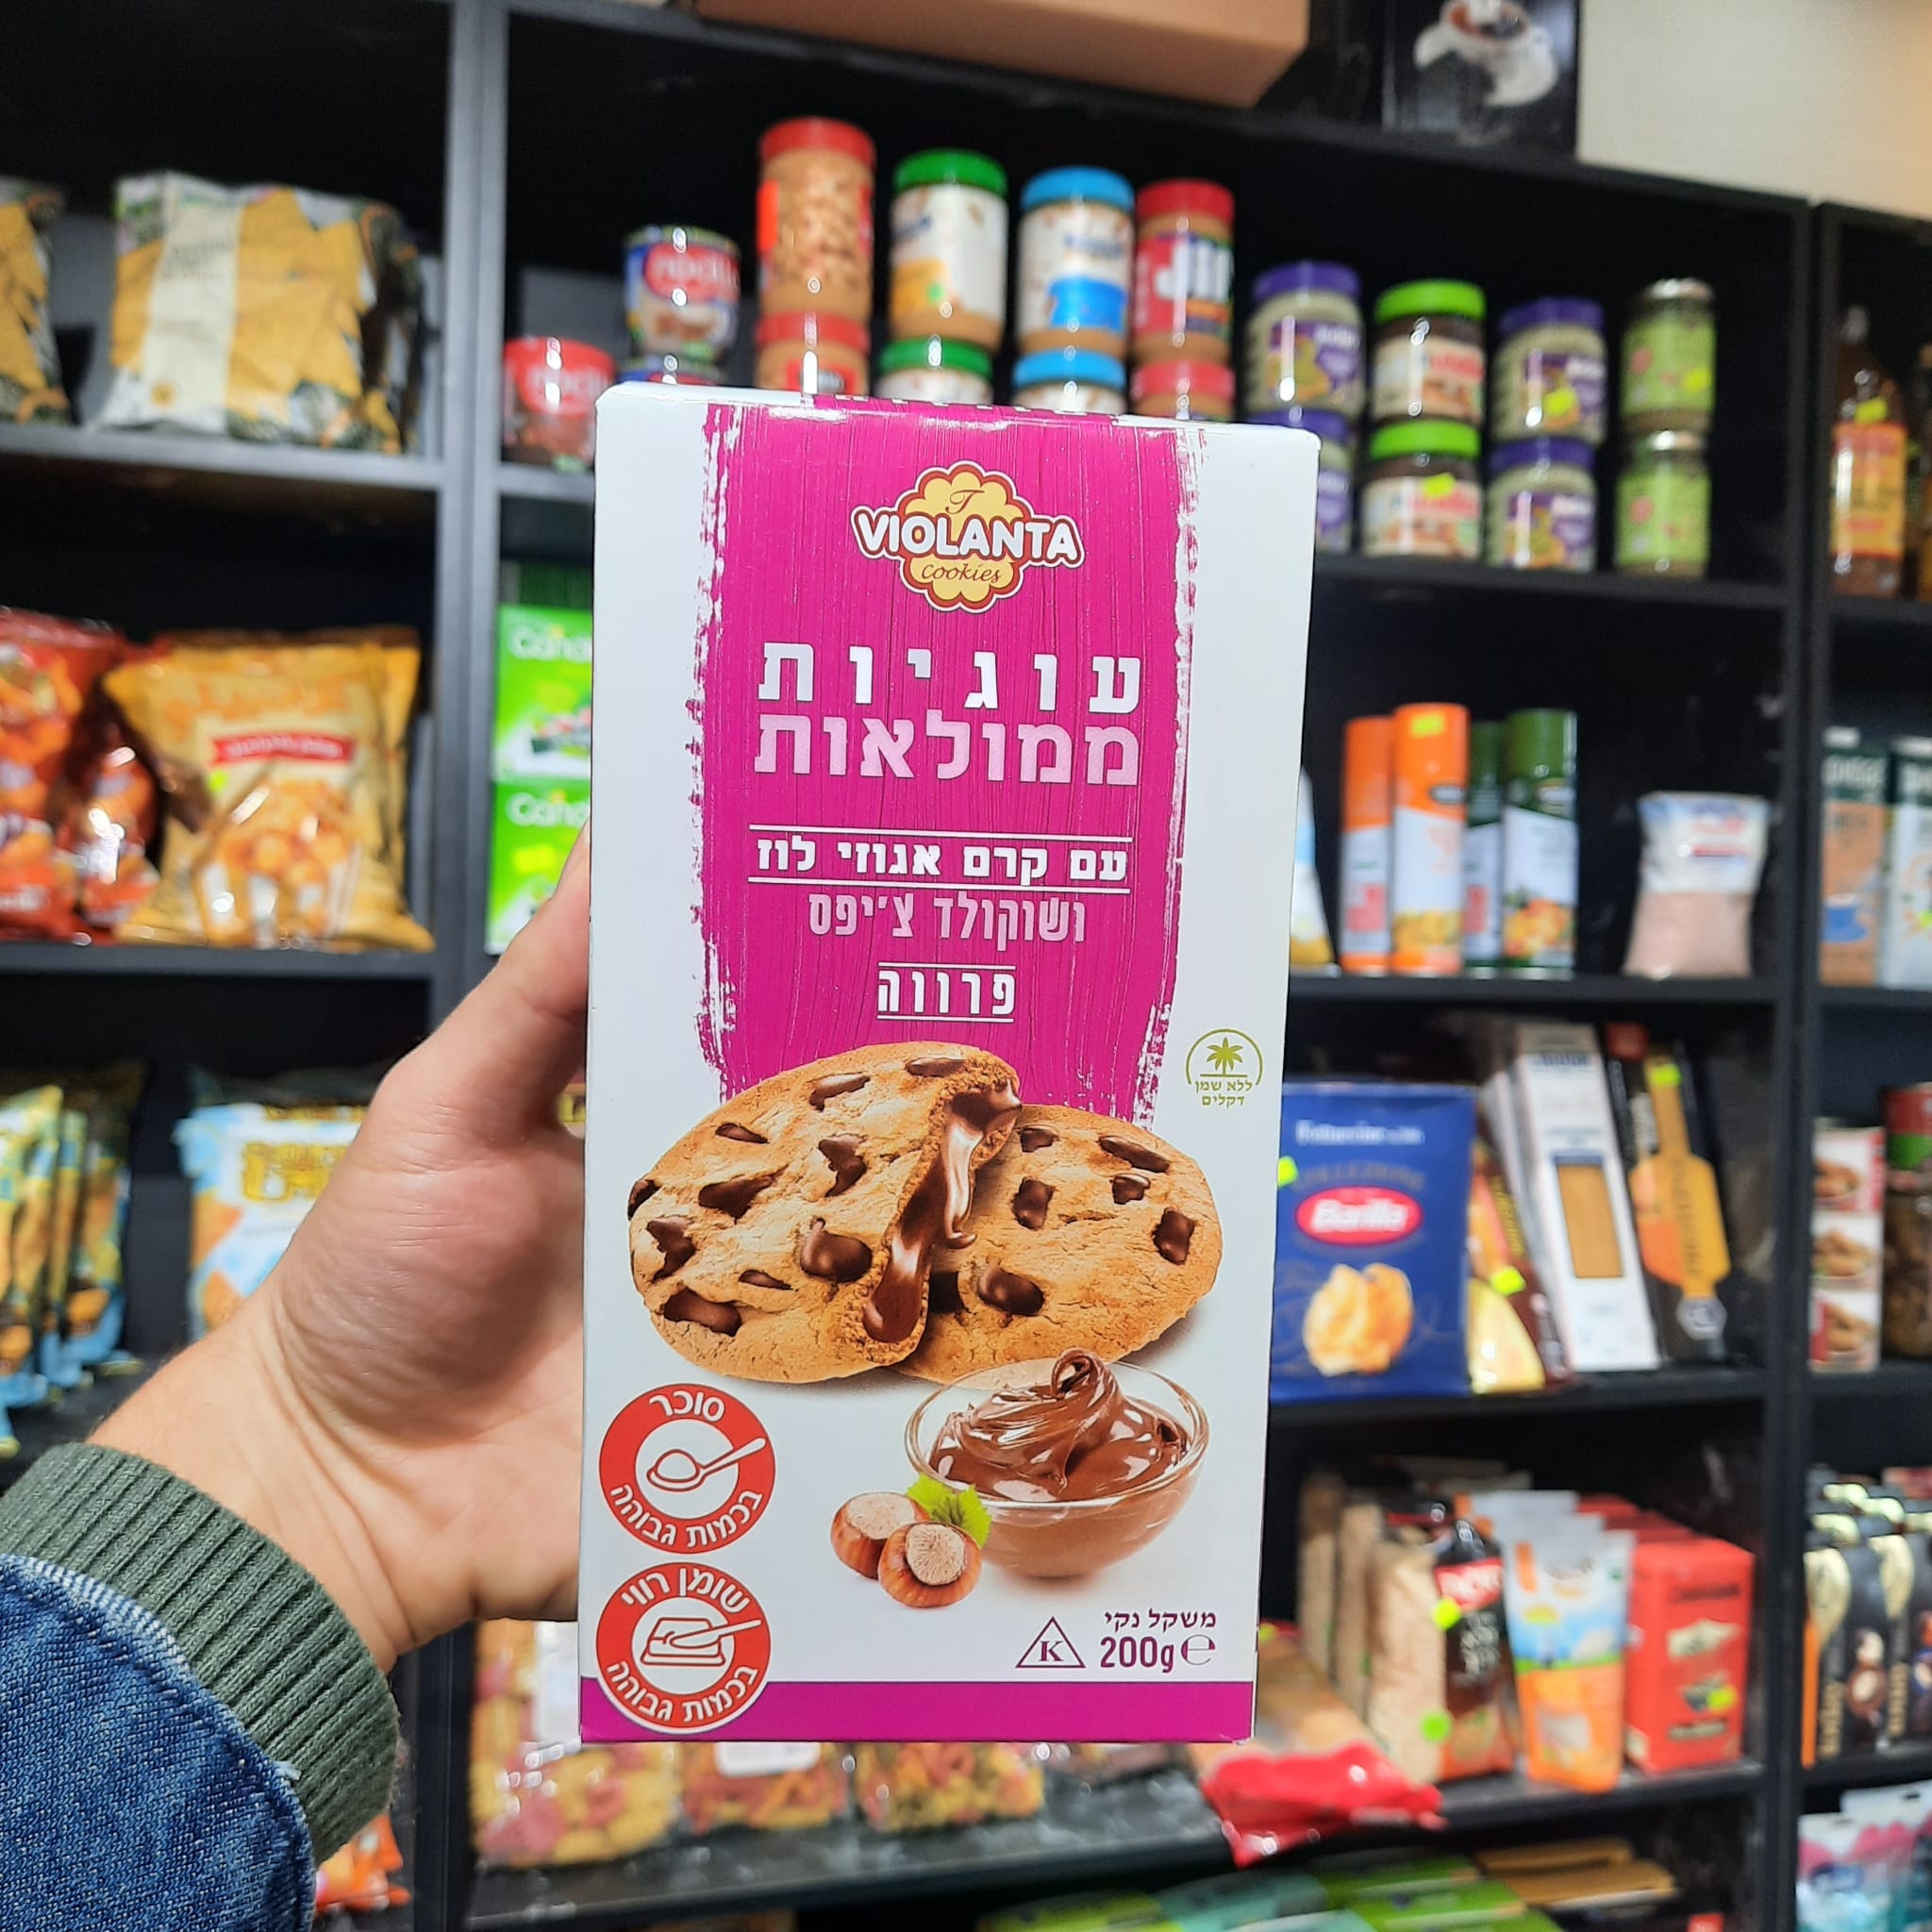 VIOLANTA
cookies
עוגיות
ממולאות
עם קרם אגוזי לוז
ושוקולד צ'יפס
פרווה
ללא שמן
דקלים
סוכר
בכמות גבוהה
שומן רווי
בכמות גבוהה
משקל נקי
200g e
K
Jif
Barilla